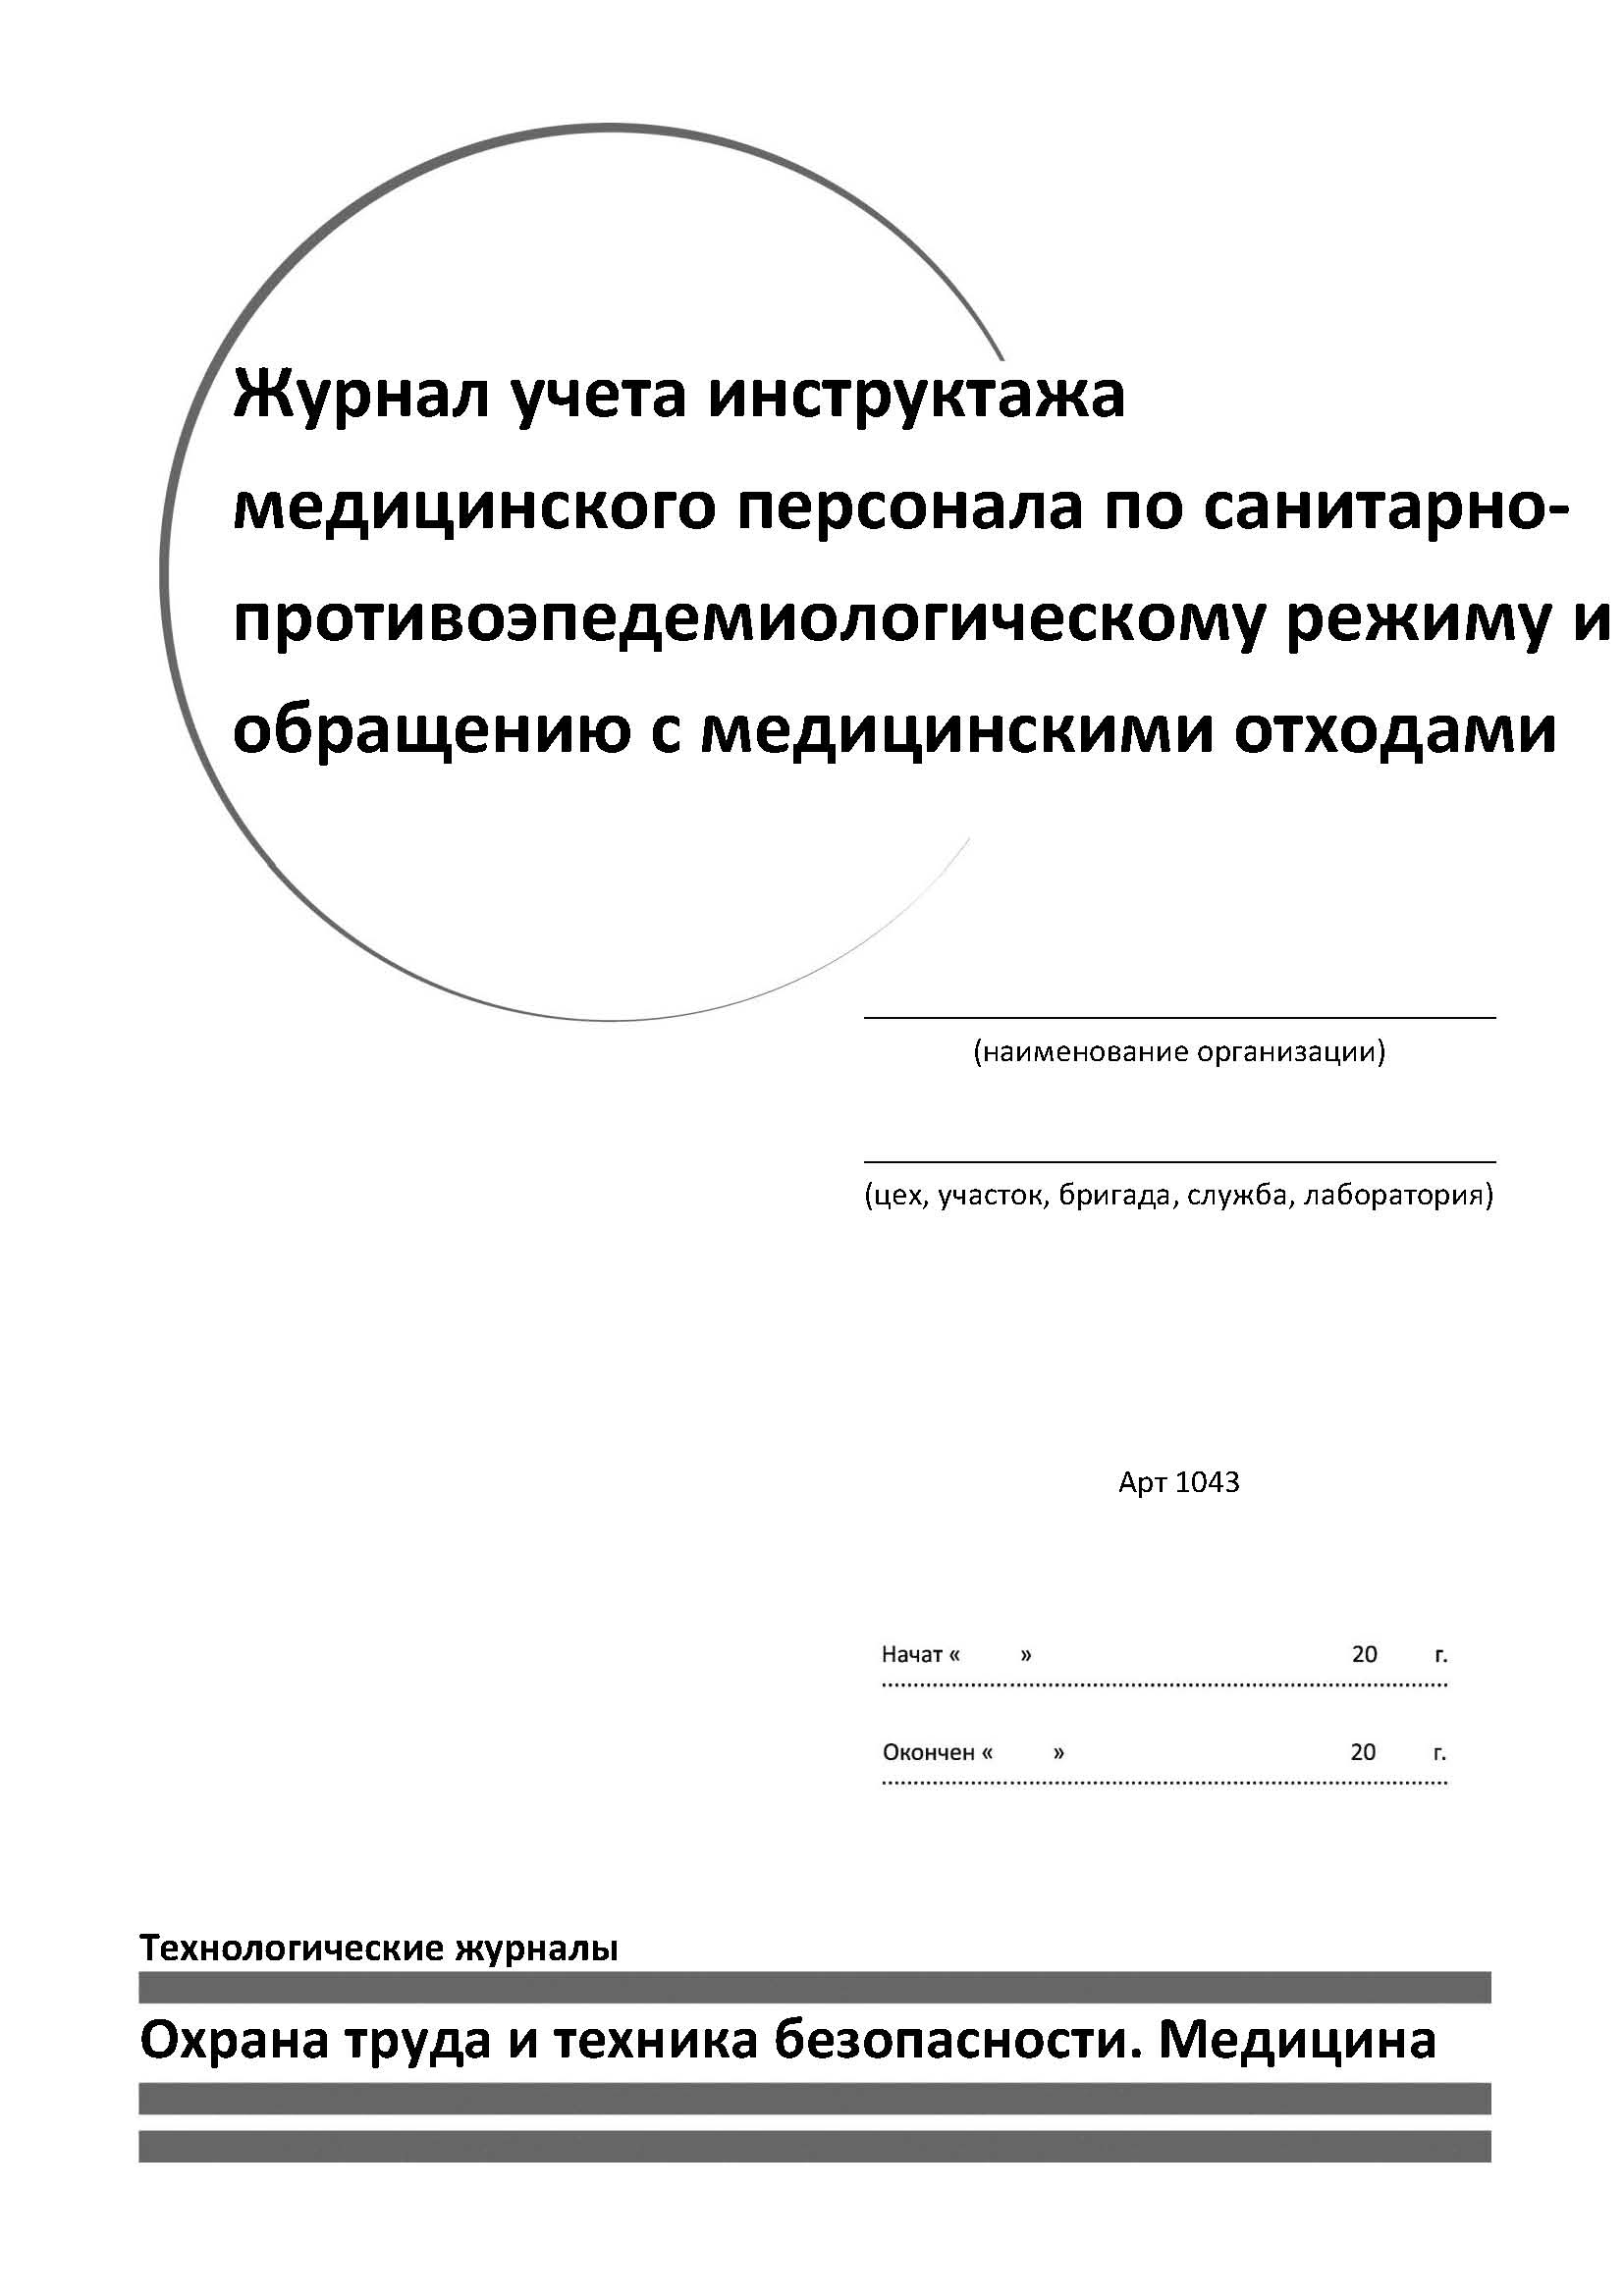 Журнал учета инструктажа
медицинского персонала по санитарно-
противоэпедемиологическому режиму и
обращению с медицинскими отходами
(наименование организации)
(цех, участок, бригада, служба, лаборатория)
Арт 1043
Начат « » 20 г.
Окончен « » 20 г.
Технологические журналы
Охрана труда и техника безопасности. Медицина